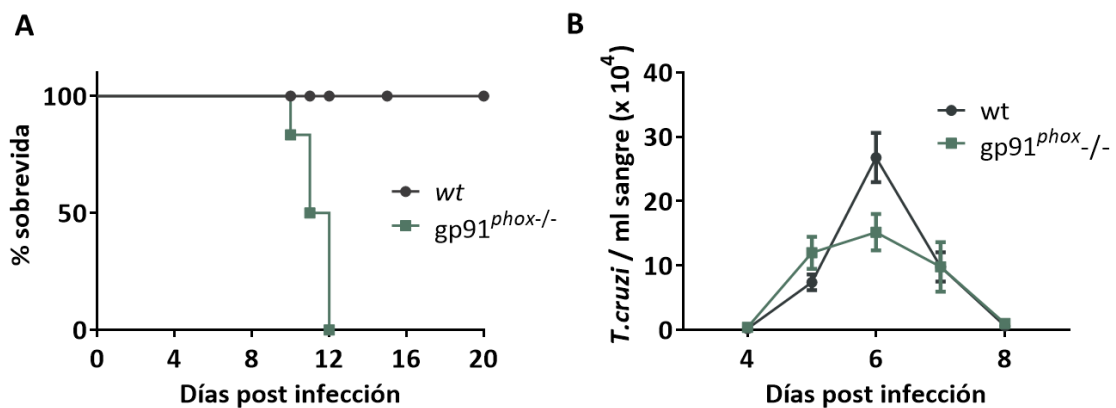 A
% sobrevida
100
50
0
0 4 8 12 16 20
Días post infección
wt
gp91phox-/-
B
T.cruzi / ml sangre (x 10⁴)
40
30
20
10
0
4 6 8
Días post infección
wt
gp91phox-/-